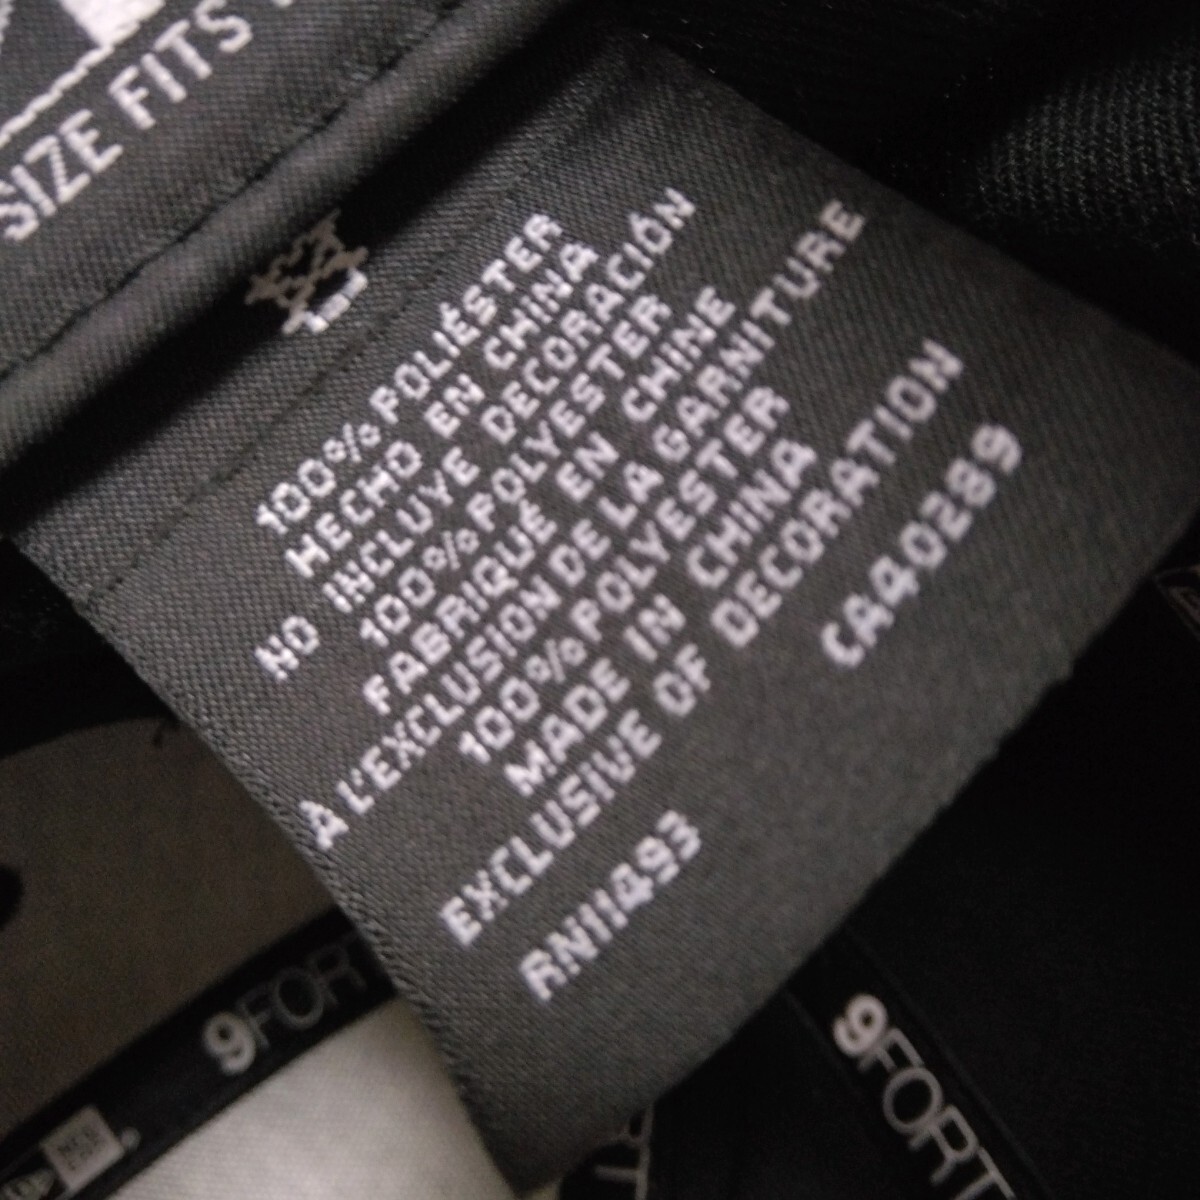 SIZE FITS
100% POLIÉSTER
HECHO EN CHINA
NO INCLUYE DECORACIÓN
100% POLYESTER
FABRIQUÉ EN CHINE
À L'EXCLUSION DE LA GARNITURE
100% POLYESTER
MADE IN CHINA
EXCLUSIVE OF DECORATION
RN11493 CA40289
9FORT
9FORT